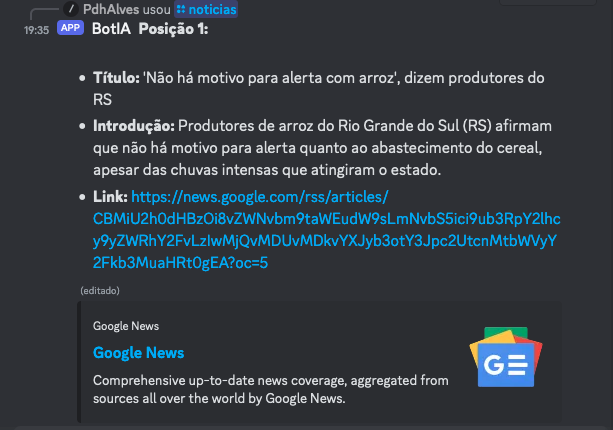 PdhAlves usou noticias
19:35 APP BotIA Posição 1:
• Título: 'Não há motivo para alerta com arroz', dizem produtores do
RS
• Introdução: Produtores de arroz do Rio Grande do Sul (RS) afirmam
que não há motivo para alerta quanto ao abastecimento do cereal,
apesar das chuvas intensas que atingiram o estado.
• Link: https://news.google.com/rss/articles/
CBMiU2h0dHBzOi8vZWNvbm9taWEudW9sLmNvbS5ici9ub3RpY2lhc
y9yZWRhY2FvLzIwMjQvMDUvMDkvYXJyb3otY3Jpc2UtcnMtbWVyY
2Fkb3MuaHRt0gEA?oc=5
(editado)
Google News
Google News
Comprehensive up-to-date news coverage, aggregated from
sources all over the world by Google News.
GE